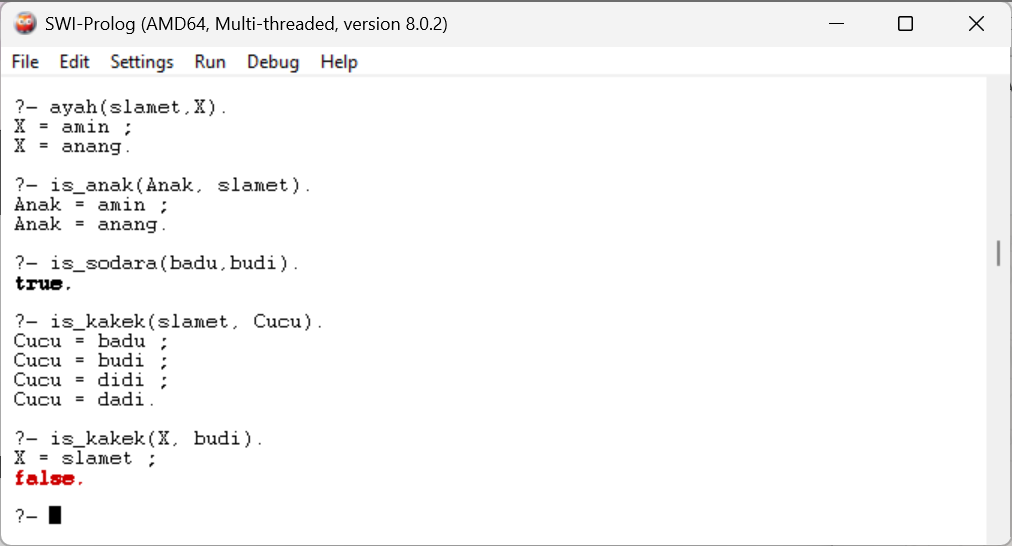 SWI-Prolog (AMD64, Multi-threaded, version 8.0.2)
File Edit Settings Run Debug Help
?- ayah(slamet,X).
X = amin ;
X = anang.
?- is_anak(Anak, slamet).
Anak = amin ;
Anak = anang.
?- is_sodara(badu,budi).
true.
?- is_kakek(slamet, Cucu).
Cucu = badu ;
Cucu = budi ;
Cucu = didi ;
Cucu = dadi.
?- is_kakek(X, budi).
X = slamet ;
false.
?-